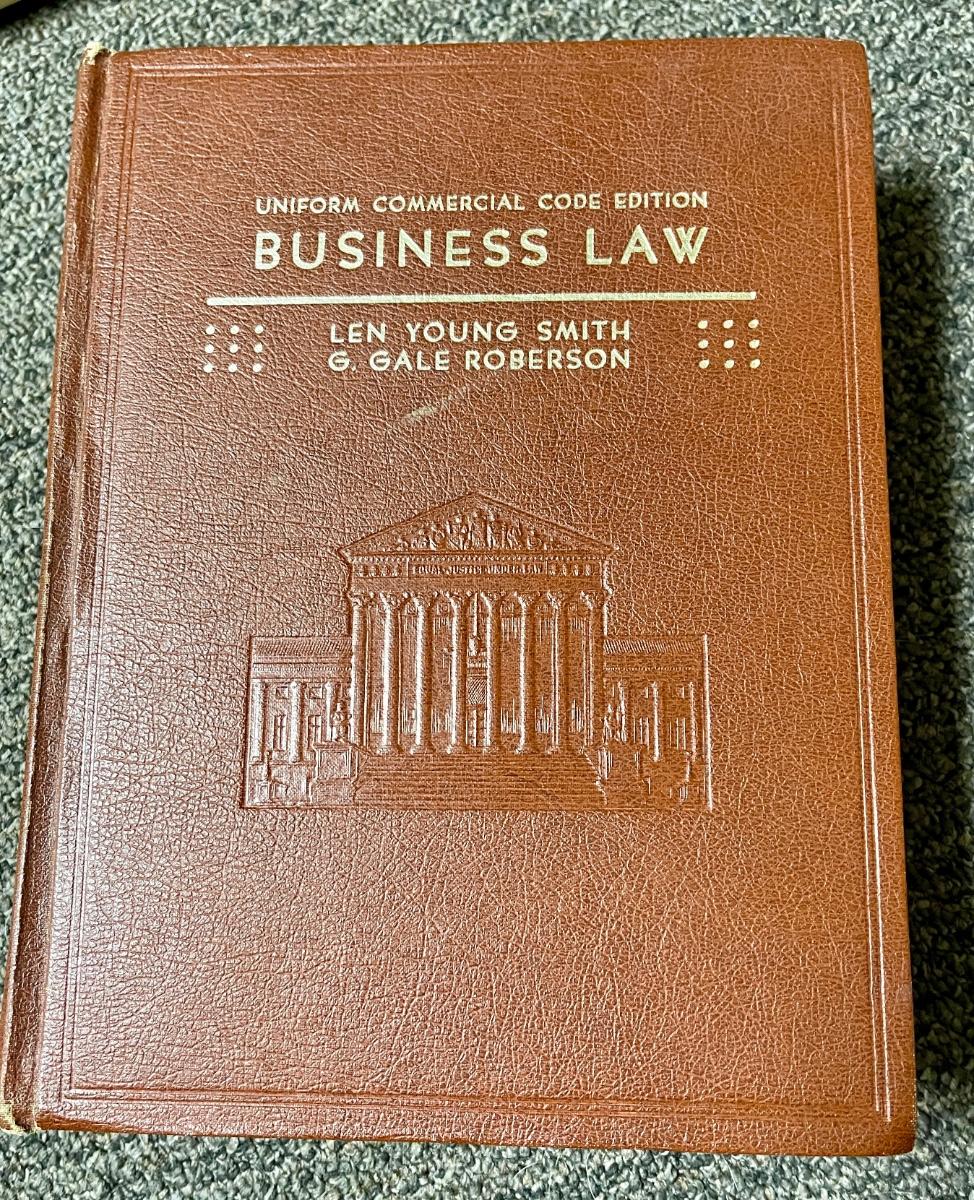 UNIFORM COMMERCIAL CODE EDITION
BUSINESS LAW
LEN YOUNG SMITH
G. GALE ROBERSON
EQUAL JUSTICE UNDER LAW